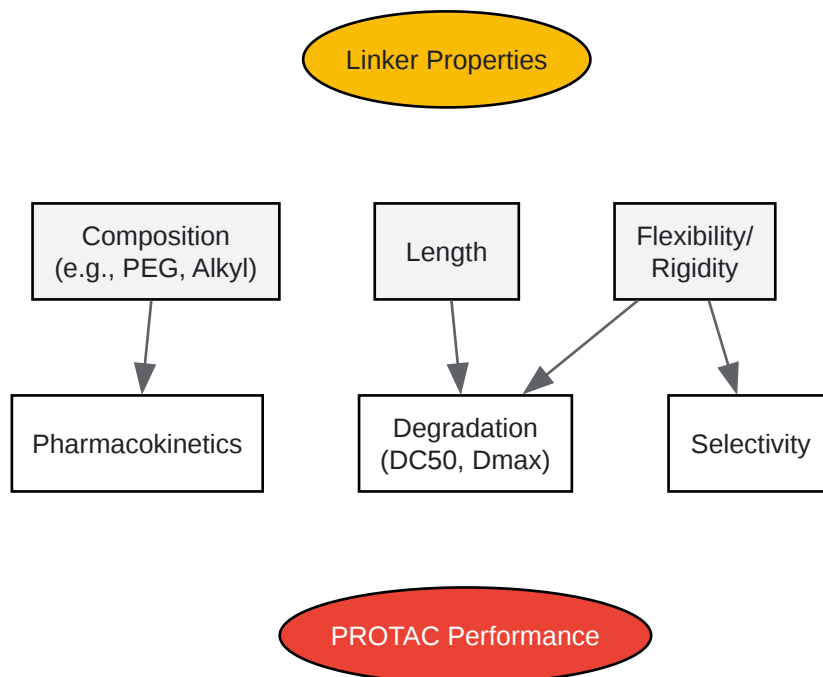 Linker Properties
Composition
(e.g., PEG, Alkyl)
Length
Flexibility/
Rigidity
Pharmacokinetics
Degradation
(DC50, Dmax)
Selectivity
PROTAC Performance